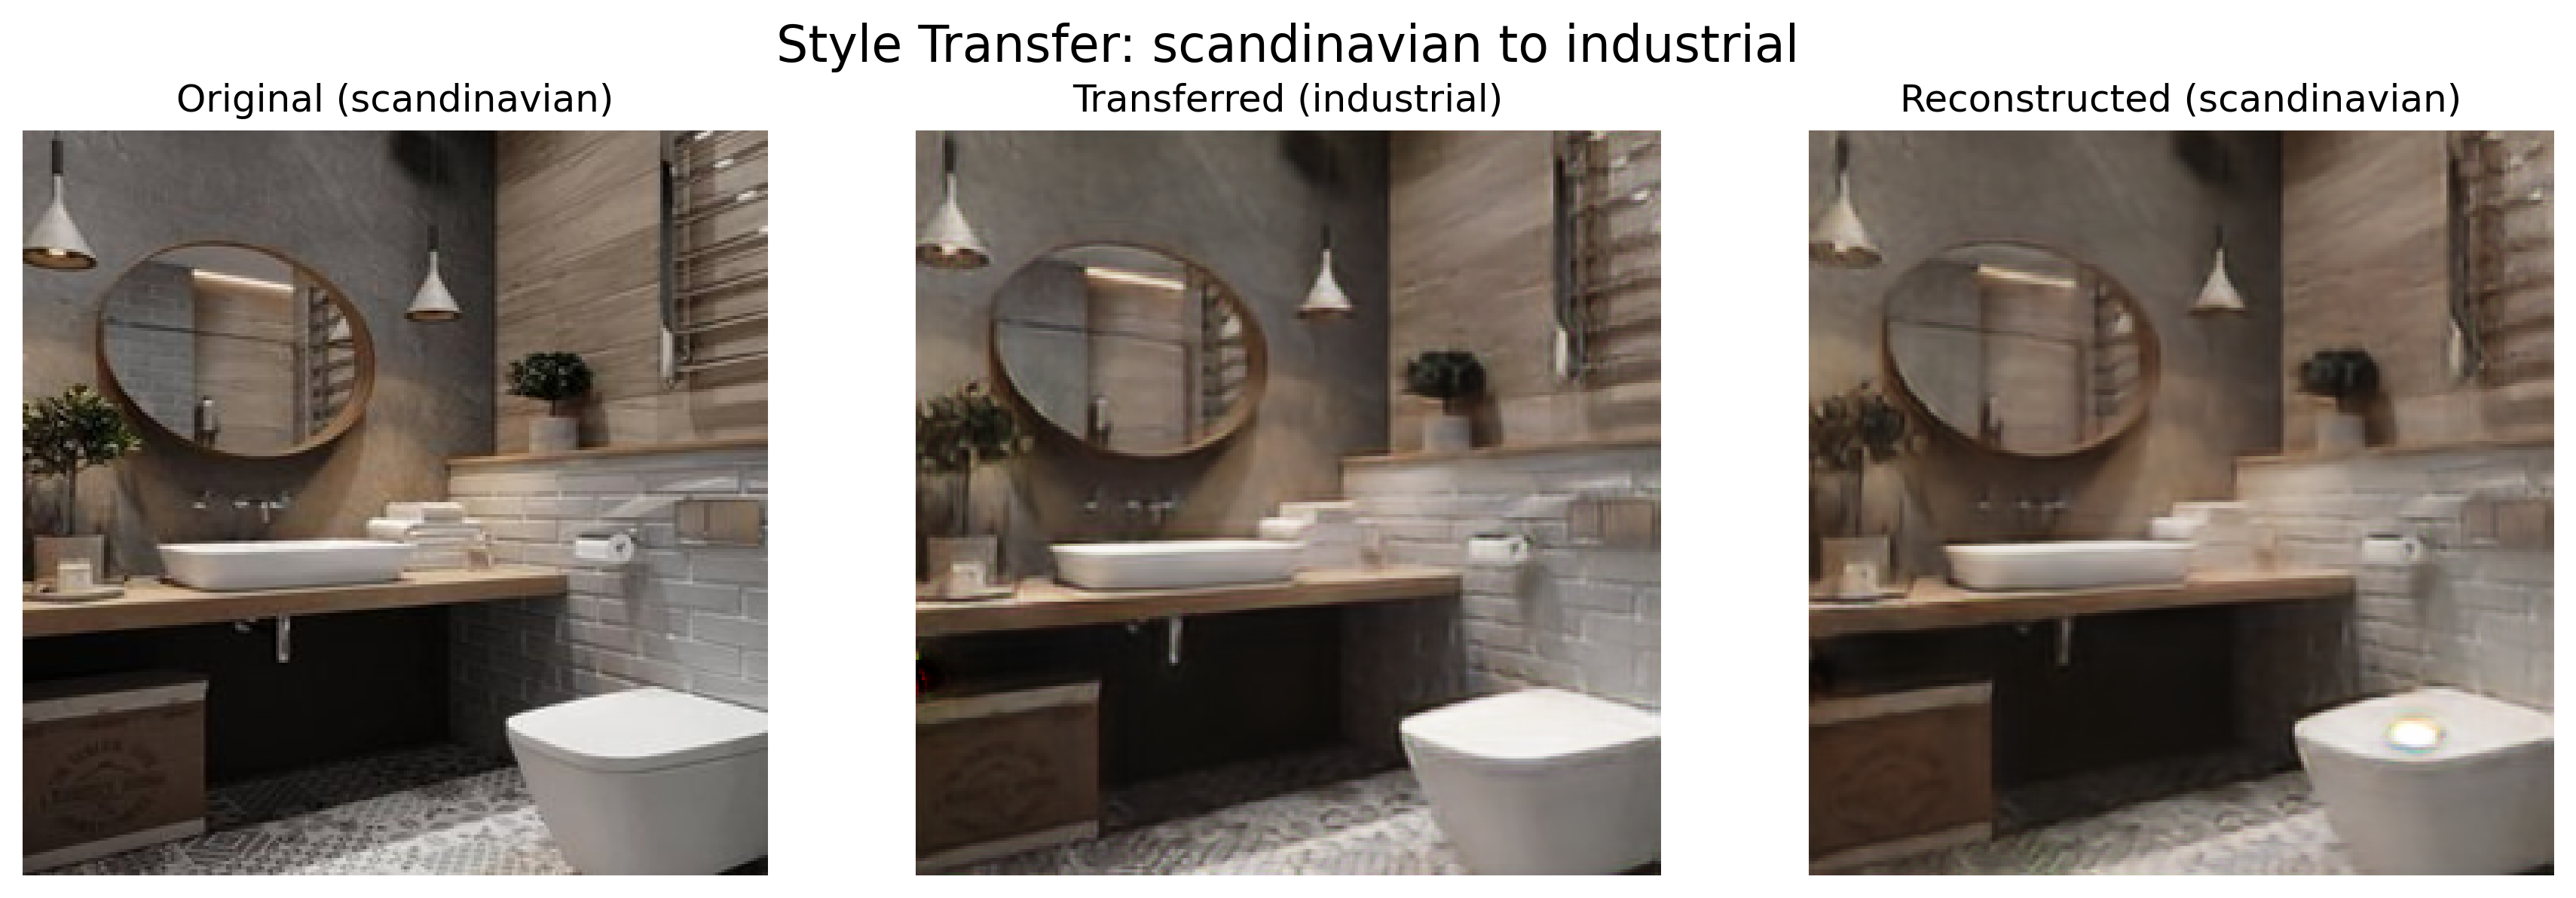 Style Transfer: scandinavian to industrial
Original (scandinavian)
Transferred (industrial)
Reconstructed (scandinavian)